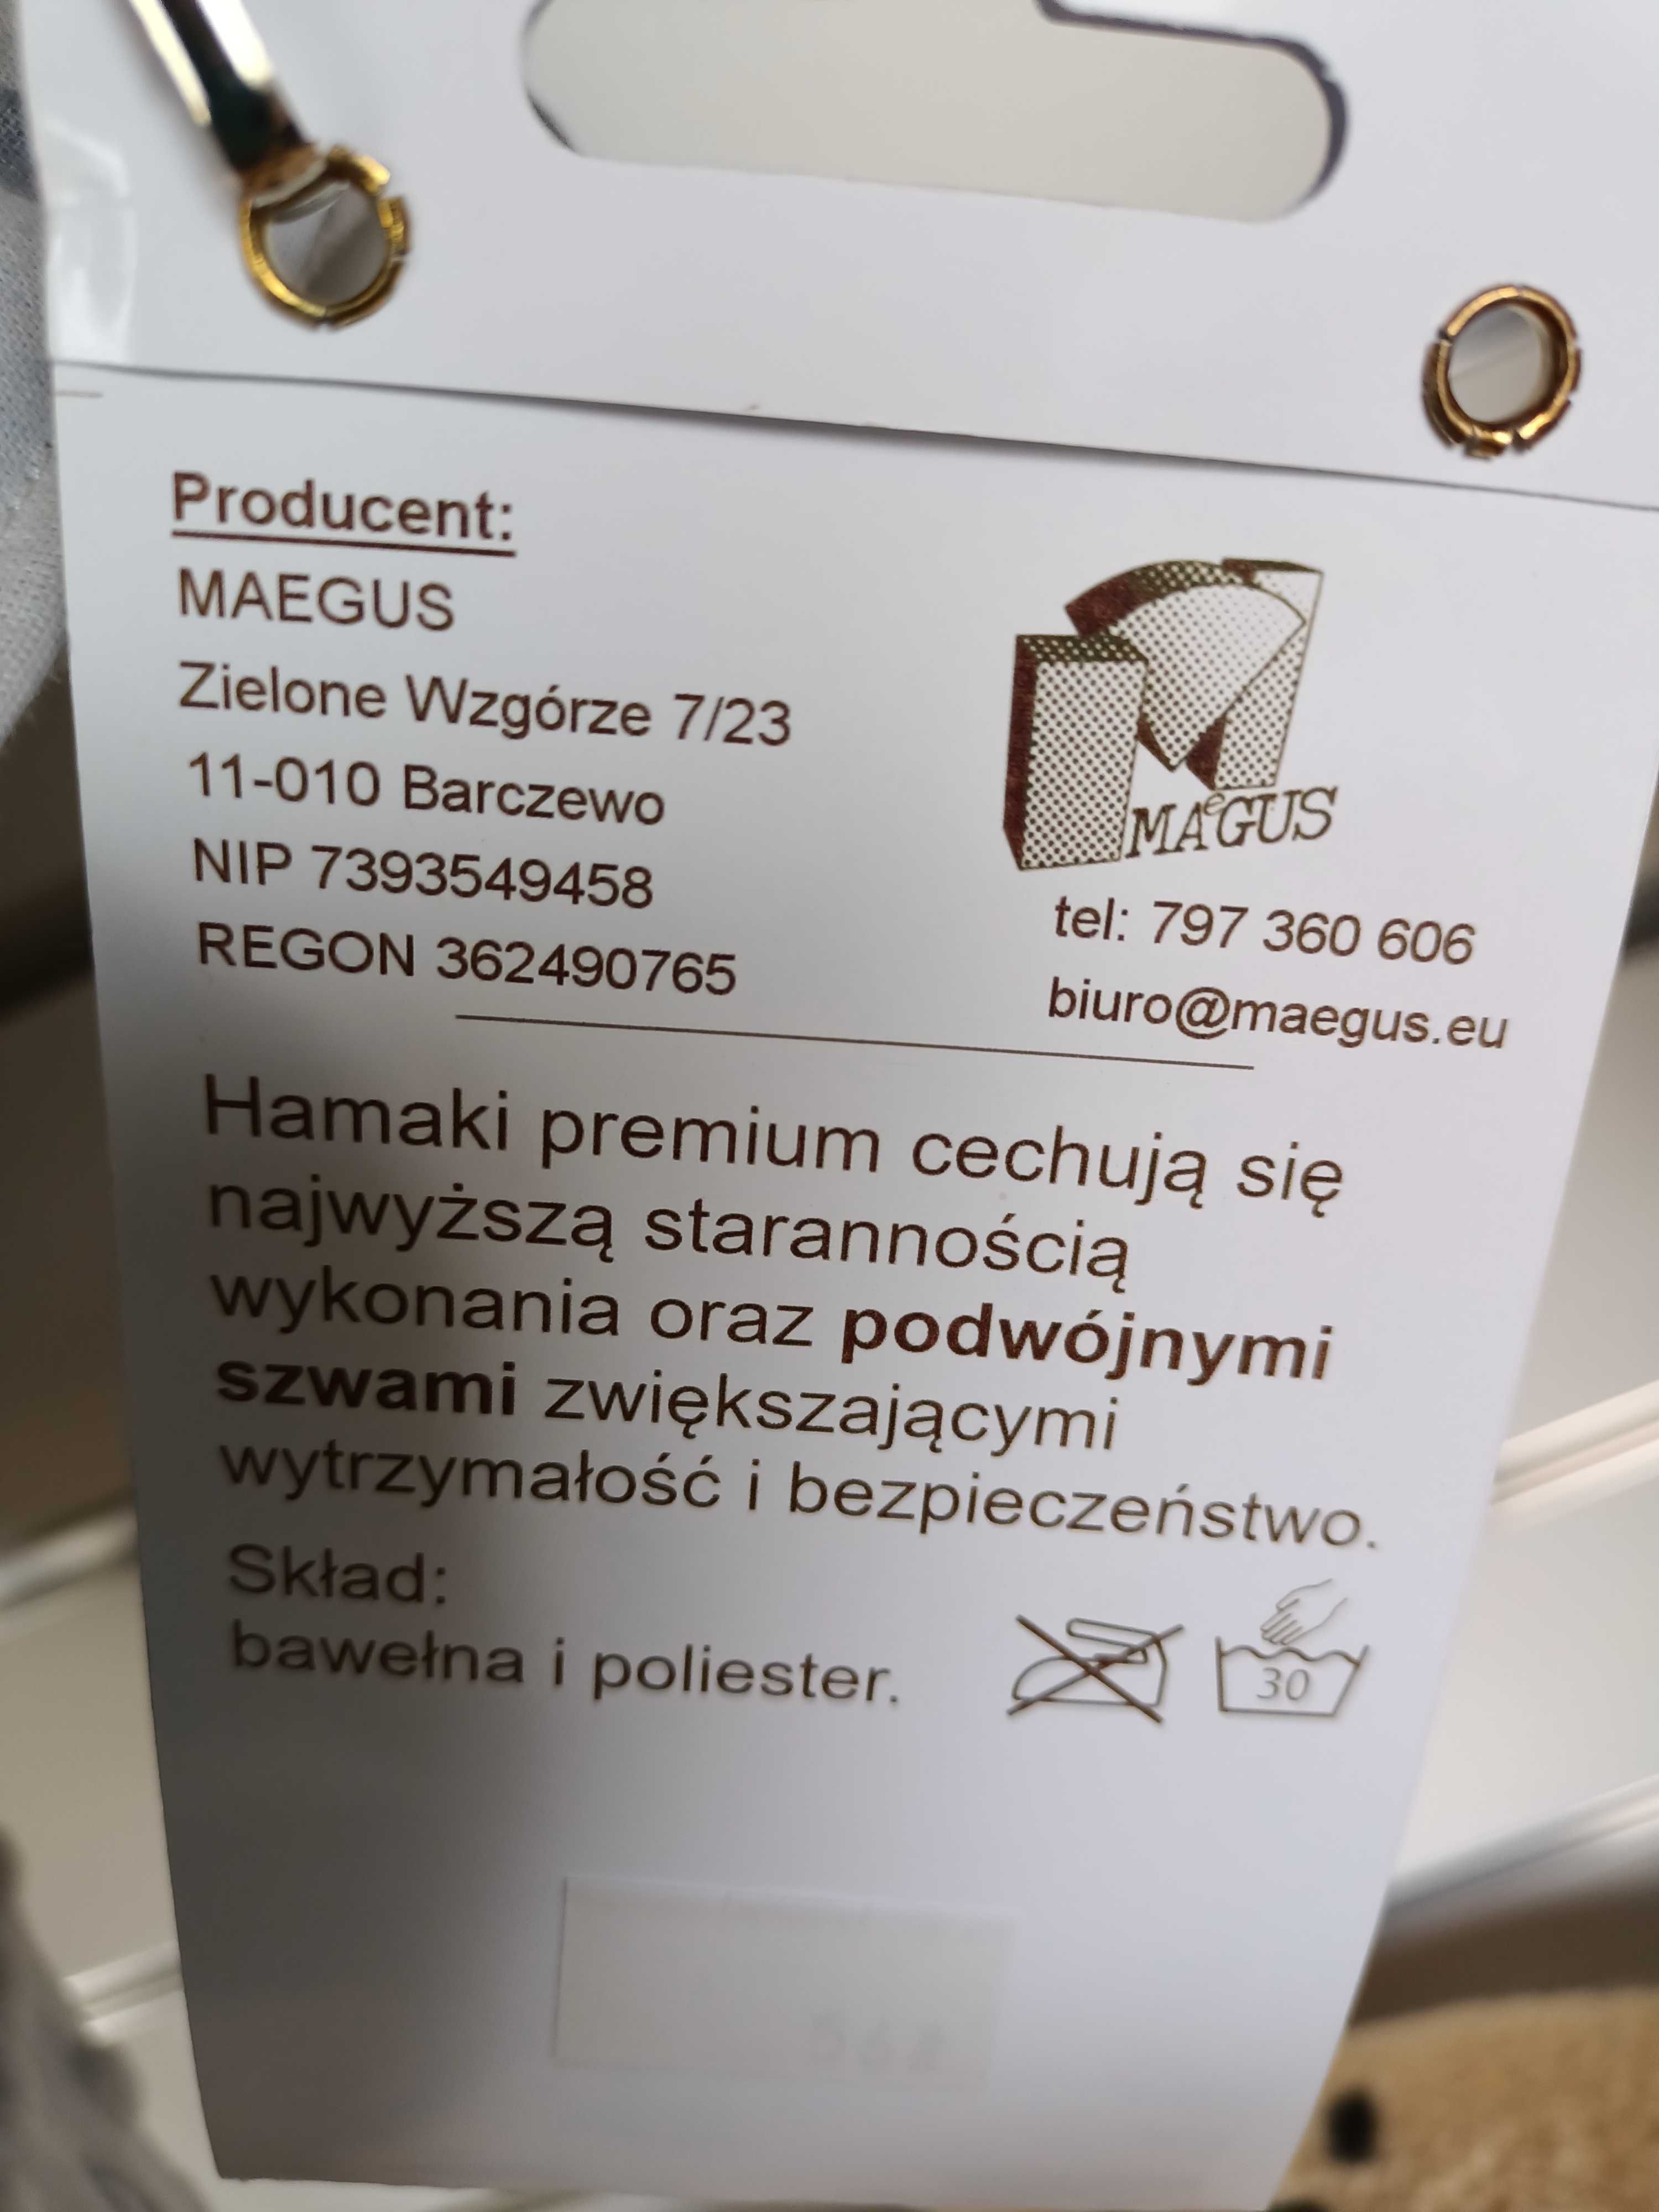 Producent:
MAEGUS
Zielone Wzgórze 7/23
11-010 Barczewo
NIP 7393549458
REGON 362490765
MAeGUS
tel: 797 360 606
biuro@maegus.eu
Hamaki premium cechują się
najwyższą starannością
wykonania oraz podwójnymi
szwami zwiększającymi
wytrzymałość i bezpieczeństwo.
Skład:
bawełna i poliester.
30